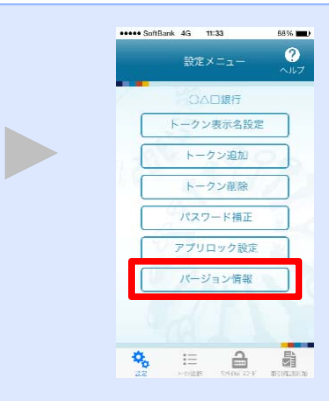 SoftBank 4G 11:33 88%
設定メニュー
?
ヘルプ
○△□銀行
トークン表示名設定
トークン追加
トークン削除
パスワード補正
アプリロック設定
バージョン情報
設定